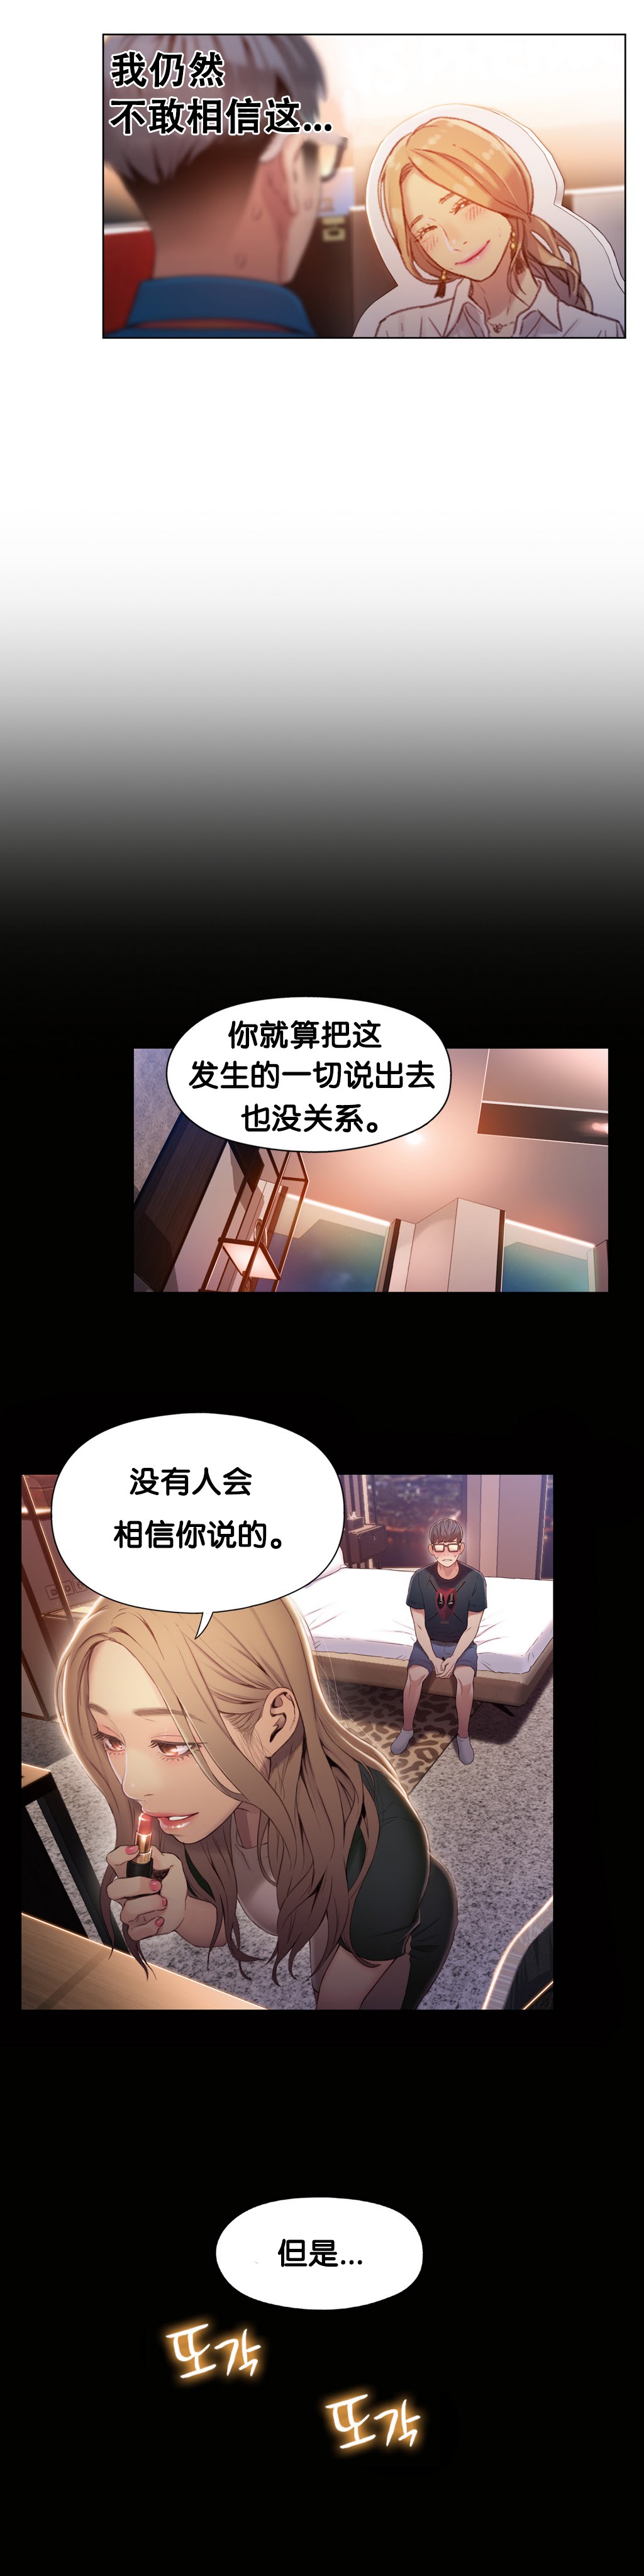 我仍然
不敢相信这...
你就算把这
发生的一切说出去
也没关系。
没有人会
相信你说的。
但是...
또각
또각